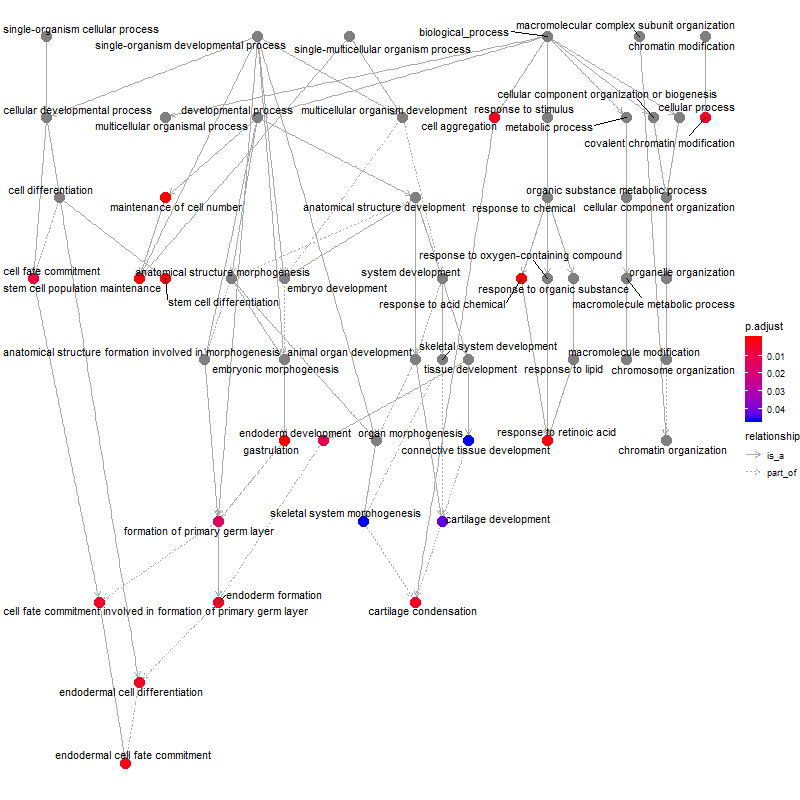 single-organism cellular process
macromolecular complex subunit organization
biological_process
single-organism developmental process
single-multicellular organism process
chromatin modification
cellular component organization or biogenesis
cellular developmental process
developmental process
multicellular organism development
response to stimulus
cellular process
multicellular organismal process
cell aggregation
metabolic process
covalent chromatin modification
cell differentiation
organic substance metabolic process
maintenance of cell number
anatomical structure development
response to chemical
cellular component organization
response to oxygen-containing compound
cell fate commitment
anatomical structure morphogenesis
system development
organelle organization
stem cell population maintenance
embryo development
response to organic substance
stem cell differentiation
response to acid chemical
macromolecule metabolic process
skeletal system development
anatomical structure formation involved in morphogenesis
animal organ development
macromolecule modification
embryonic morphogenesis
tissue development
response to lipid
chromosome organization
endoderm development
organ morphogenesis
response to retinoic acid
gastrulation
connective tissue development
chromatin organization
skeletal system morphogenesis
cartilage development
formation of primary germ layer
endoderm formation
cell fate commitment involved in formation of primary germ layer
cartilage condensation
endodermal cell differentiation
endodermal cell fate commitment
p.adjust
0.01
0.02
0.03
0.04
relationship
is_a
part_of